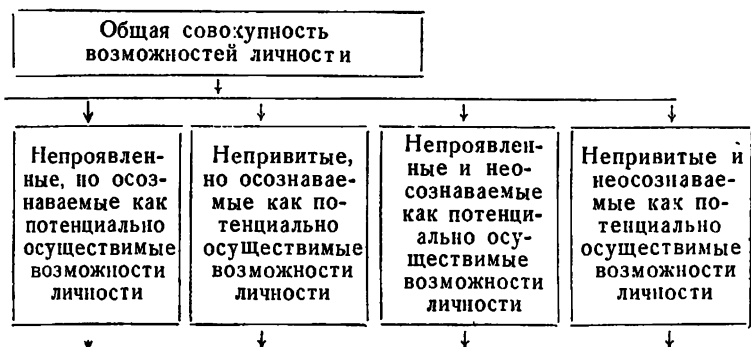 Общая совокупность
возможностей личности
Непроявлен-
ные, но осо-
знаваемые как
потенциально
осуществимые
возможности
личности
Непривитые,
но осознавае-
мые как по-
тенциально
осуществимые
возможности
личности
Непроявлен-
ные и нео-
сознаваемые
как потенци-
ально осу-
ществимые
возможности
личности
Непривитые и
неосознавае-
мые как по-
тенциально
осуществимые
возможности
личности